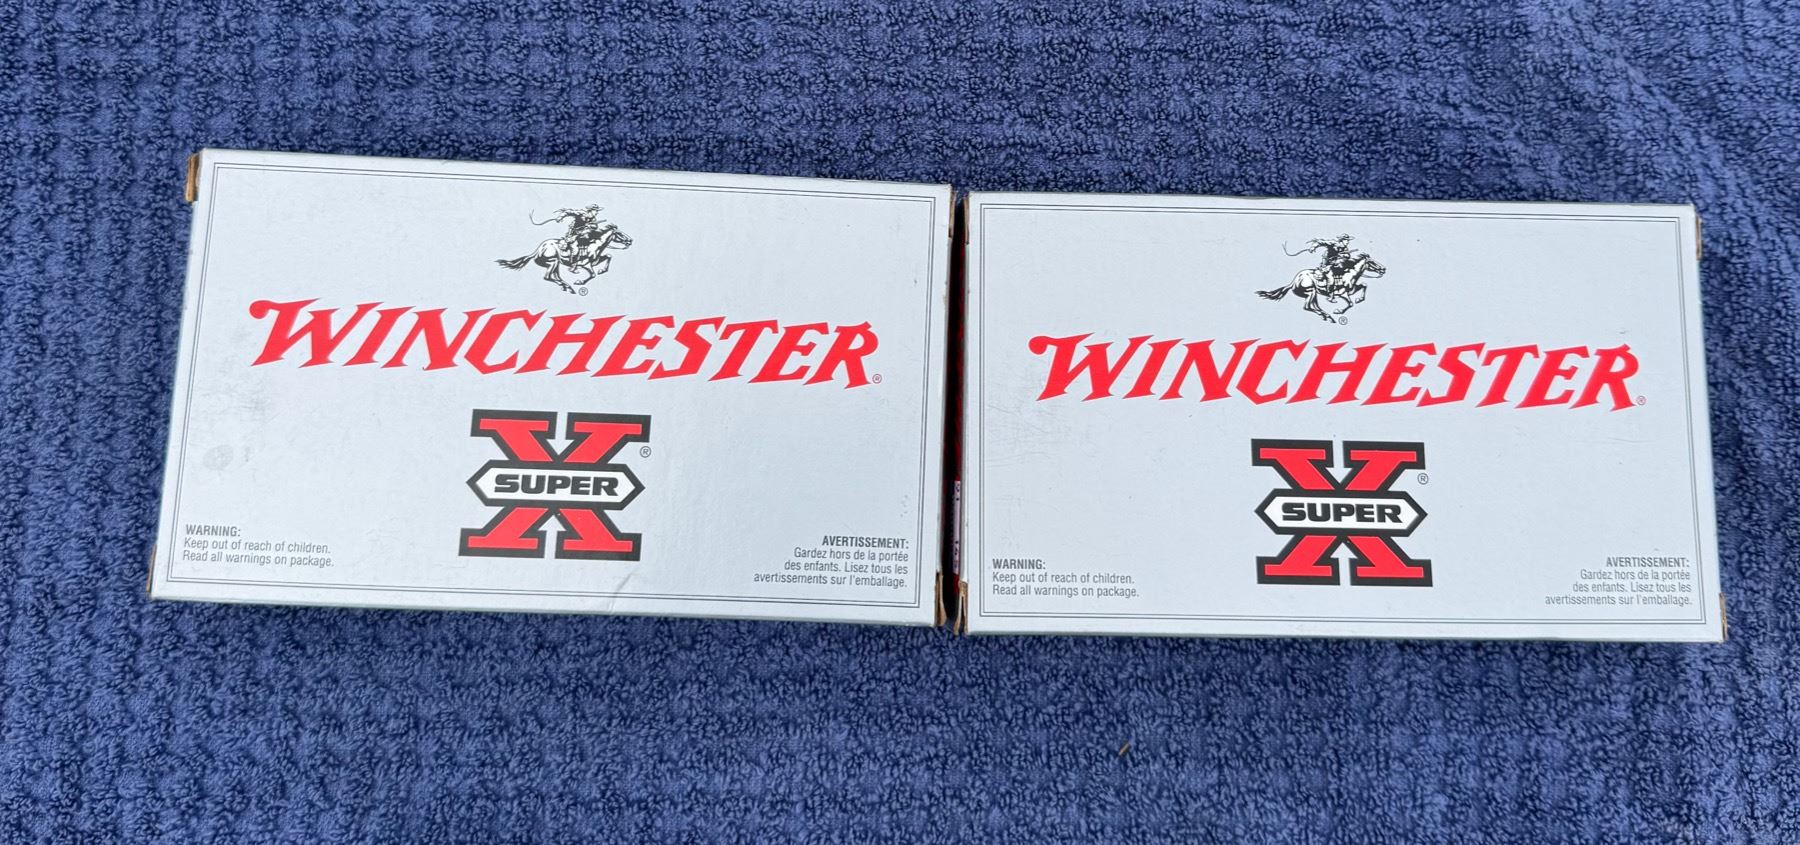 WINCHESTER®
X®
SUPER
WARNING:
Keep out of reach of children.
Read all warnings on package.
AVERTISSEMENT:
Gardez hors de la portée
des enfants. Lisez tous les
avertissements sur l'emballage.
WINCHESTER®
X®
SUPER
WARNING:
Keep out of reach of children.
Read all warnings on package.
AVERTISSEMENT:
Gardez hors de la portée
des enfants. Lisez tous les
avertissements sur l'emballage.